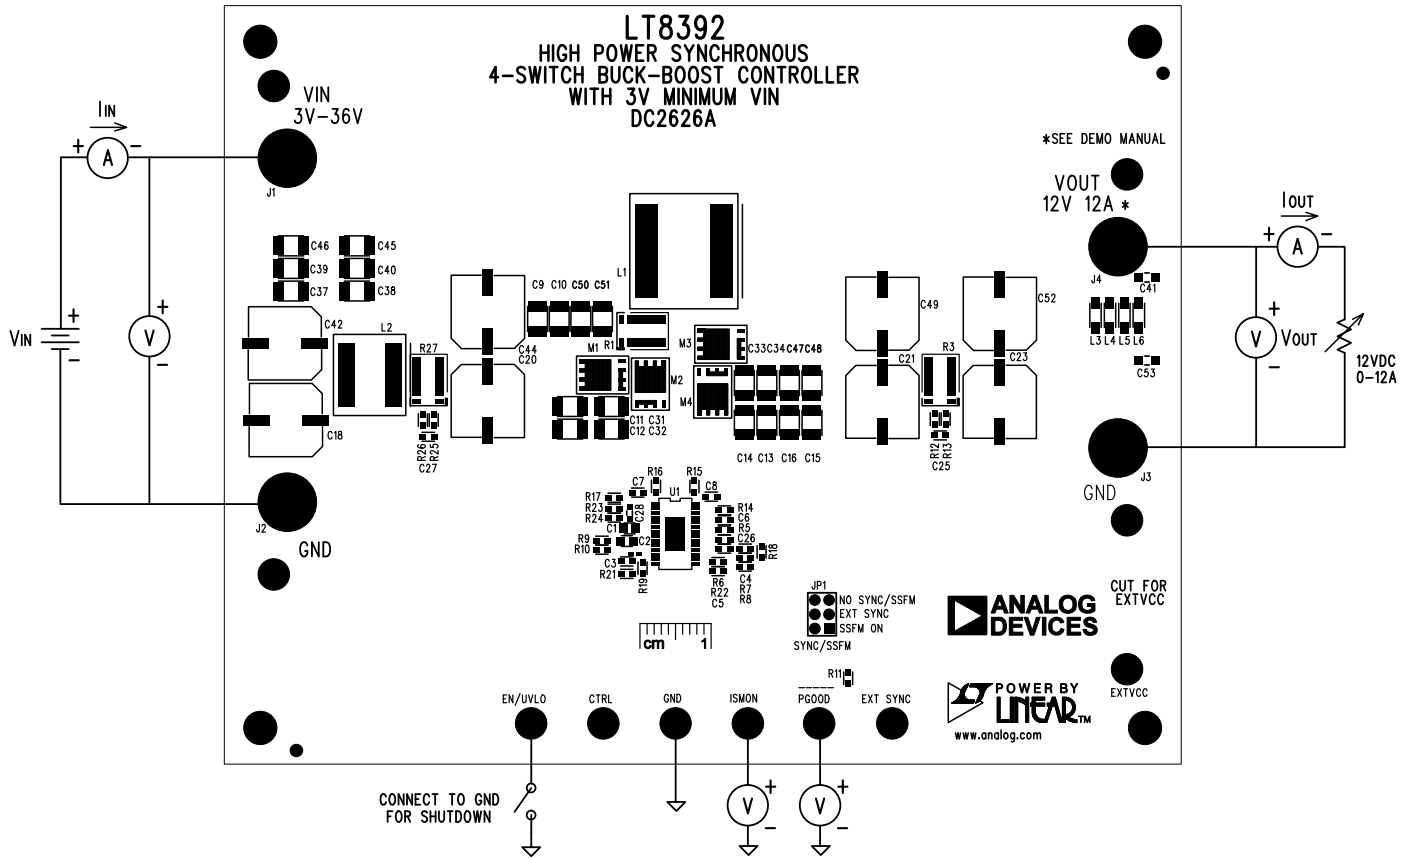 LT8392
HIGH POWER SYNCHRONOUS
4-SWITCH BUCK-BOOST CONTROLLER
WITH 3V MINIMUM VIN
DC2626A
VIN
3V-36V
IIN
+ A -
J1
*SEE DEMO MANUAL
VOUT
12V 12A *
IOUT
+ A -
J4
C46 C45
C39 C40
C37 C38
C41
L1
C9 C10 C50 C51
C49 C52
L3 L4 L5 L6
C42
L2
R27
C44
C20
R1
M1
M2
M3
M4
C33 C34 C47 C48
C21
R3
C23
C53
VIN
+
-
+
V
-
+
V
-
VOUT
12VDC
0-12A
C18
R26
R25
C27
C11 C31
C12 C32
C14 C13 C16 C15
R12
R13
C25
J3
GND
J2
GND
R16 R15
C7 U1 C8
R17
R23
R24
C28
C1
R9
R10
C2
C3
R21
R19
R14
C6
R5
C26
R18
R6
R22
C5
C4
R7
R8
JP1
NO SYNC/SSFM
EXT SYNC
SSFM ON
SYNC/SSFM
cm 1
ANALOG
DEVICES
CUT FOR
EXTVCC
R11
EXTVCC
POWER BY
LINEAR™
www.analog.com
EN/UVLO CTRL GND ISMON PGOOD EXT SYNC
CONNECT TO GND
FOR SHUTDOWN
+
V
-
+
V
-